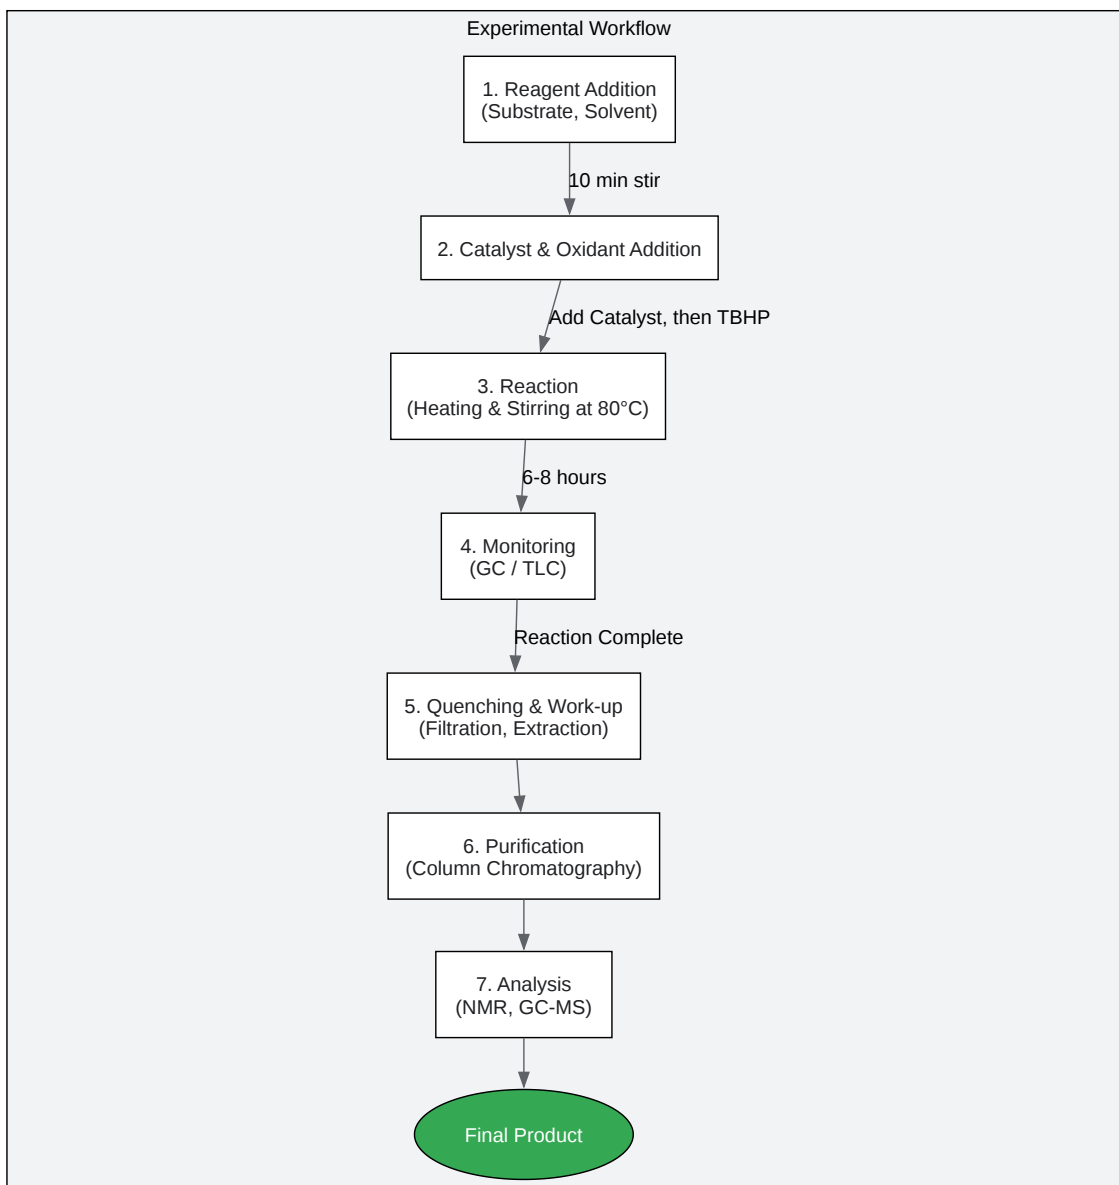 Experimental Workflow
1. Reagent Addition
(Substrate, Solvent)
10 min stir
2. Catalyst & Oxidant Addition
Add Catalyst, then TBHP
3. Reaction
(Heating & Stirring at 80°C)
6-8 hours
4. Monitoring
(GC / TLC)
Reaction Complete
5. Quenching & Work-up
(Filtration, Extraction)
6. Purification
(Column Chromatography)
7. Analysis
(NMR, GC-MS)
Final Product